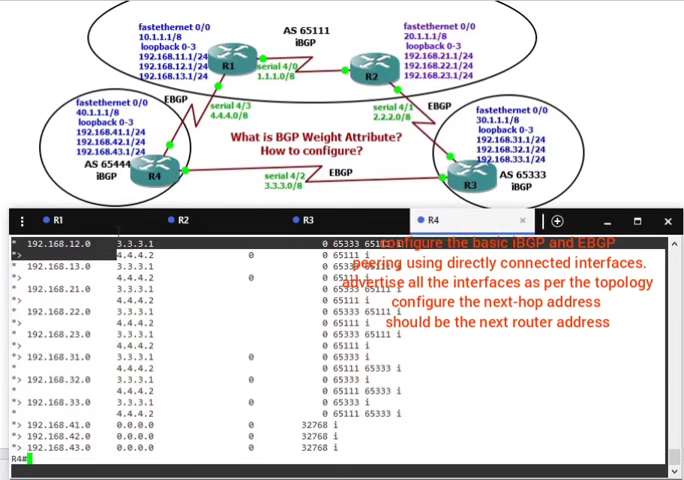 fastethernet 0/0
10.1.1.1/8
loopback 0-3
192.168.11.1/24
192.168.12.1/24
192.168.13.1/24
AS 65111
iBGP
R1
serial 4/0
1.1.1.0/8
R2
fastethernet 0/0
20.1.1.1/8
loopback 0-3
192.168.21.1/24
192.168.22.1/24
192.168.23.1/24
EBGP
serial 4/3
4.4.4.0/8
serial 4/1
2.2.2.0/8
EBGP
fastethernet 0/0
40.1.1.1/8
loopback 0-3
192.168.41.1/24
192.168.42.1/24
192.168.43.1/24
AS 65444
iBGP
R4
What is BGP Weight Attribute?
How to configure?
serial 4/2
3.3.3.0/8
EBGP
fastethernet 0/0
30.1.1.1/8
loopback 0-3
192.168.31.1/24
192.168.32.1/24
192.168.33.1/24
R3
AS 65333
iBGP
R1
R2
R3
R4
* 192.168.12.0 3.3.3.1 0 65333 65111 i
*> 4.4.4.2 0 0 65111 i
* 192.168.13.0 3.3.3.1 0 65333 65111 i
*> 4.4.4.2 0 0 65111 i
* 192.168.21.0 3.3.3.1 0 65333 65111 i
*> 4.4.4.2 0 65111 i
* 192.168.22.0 3.3.3.1 0 65333 65111 i
*> 4.4.4.2 0 65111 i
* 192.168.23.0 3.3.3.1 0 65333 65111 i
*> 4.4.4.2 0 65111 i
*> 192.168.31.0 3.3.3.1 0 0 65333 i
* 4.4.4.2 0 65111 65333 i
*> 192.168.32.0 3.3.3.1 0 0 65333 i
* 4.4.4.2 0 65111 65333 i
*> 192.168.33.0 3.3.3.1 0 0 65333 i
* 4.4.4.2 0 65111 65333 i
*> 192.168.41.0 0.0.0.0 0 32768 i
*> 192.168.42.0 0.0.0.0 0 32768 i
*> 192.168.43.0 0.0.0.0 0 32768 i
R4#
configure the basic iBGP and EBGP
peering using directly connected interfaces.
advertise all the interfaces as per the topology
configure the next-hop address
should be the next router address